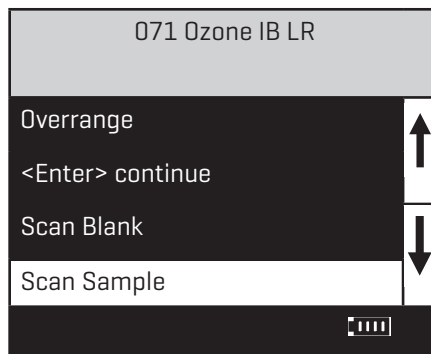 071 Ozone IB LR
Overrange
<Enter> continue
Scan Blank
Scan Sample